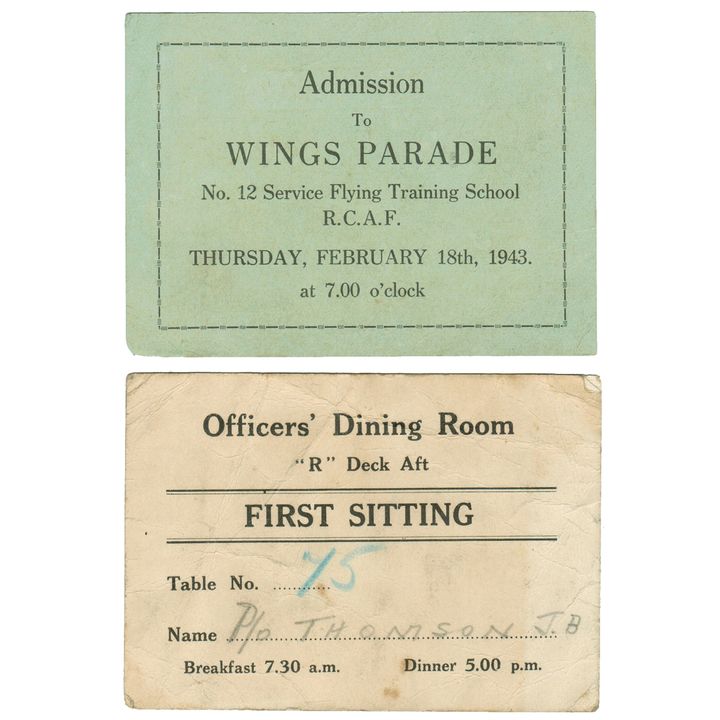 Admission
To
WINGS PARADE
No. 12 Service Flying Training School
R.C.A.F.
THURSDAY, FEBRUARY 18th, 1943.
at 7.00 o'clock
Officers' Dining Room
"R" Deck Aft
FIRST SITTING
Table No. ............ 75
Name P/O THOMSON J.B
Breakfast 7.30 a.m. Dinner 5.00 p.m.